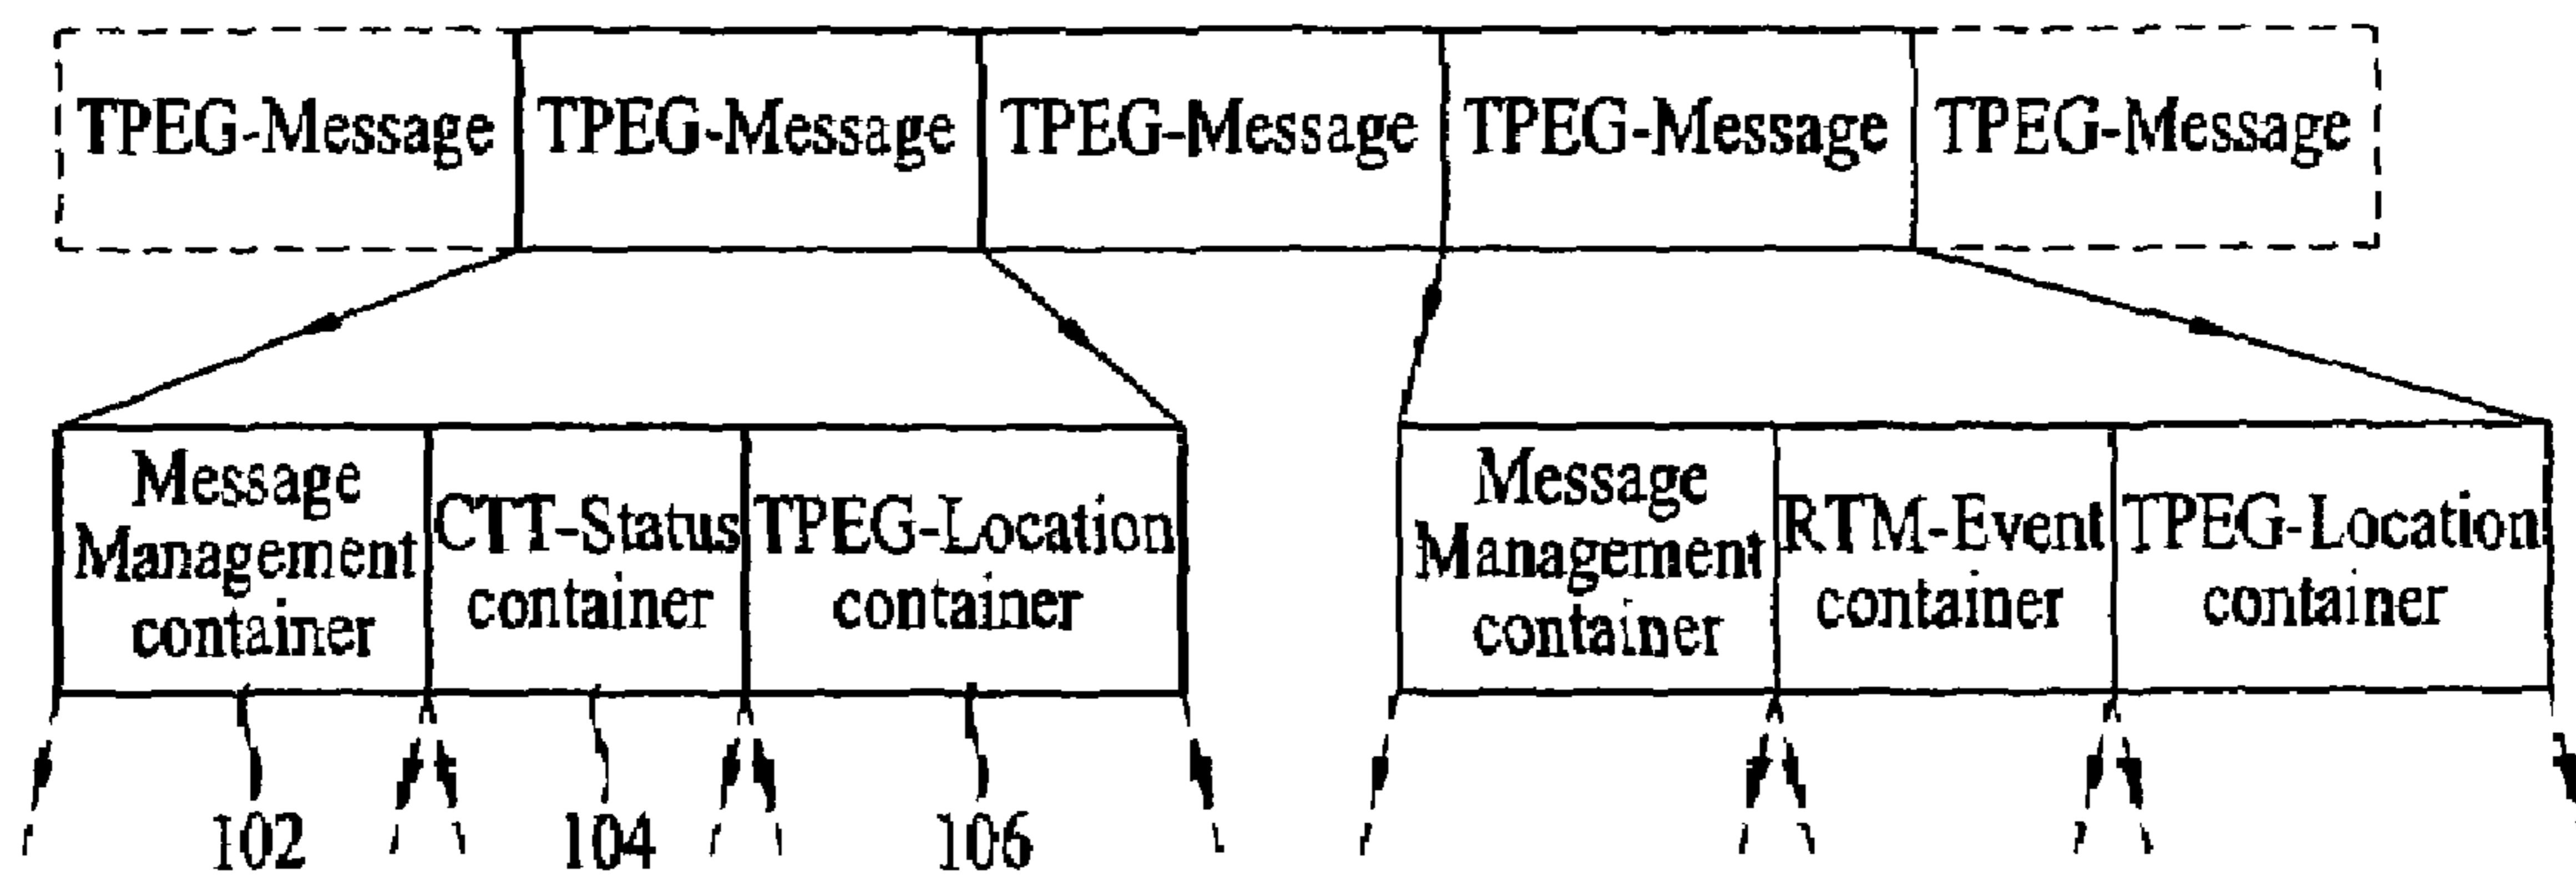 TPEG-Message TPEG-Message TPEG-Message TPEG-Message TPEG-Message
Message
Management
container
CTT-Status
container
TPEG-Location
container
Message
Management
container
RTM-Event
container
TPEG-Location
container
102 104 106